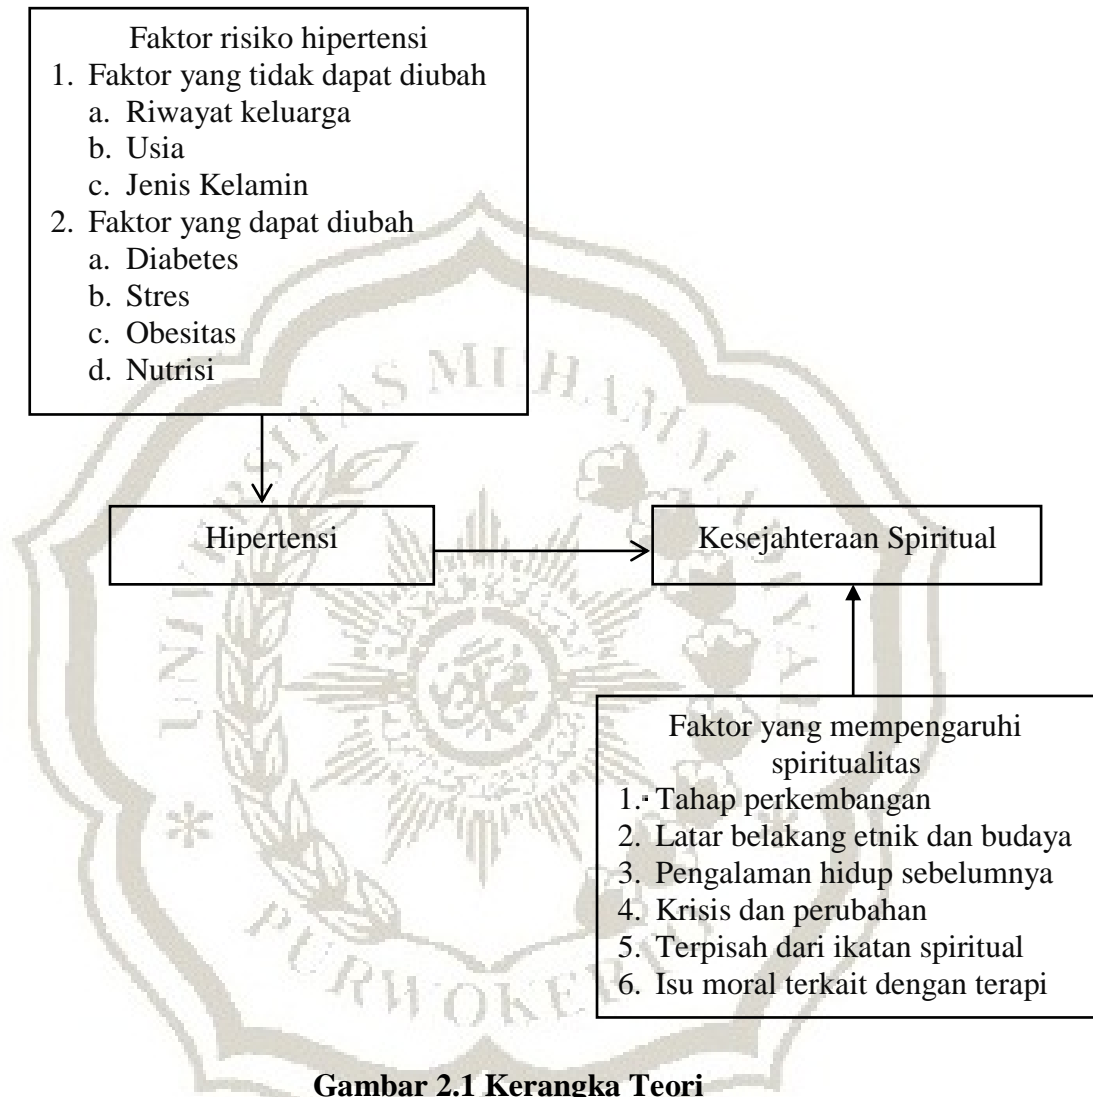 Faktor risiko hipertensi
1. Faktor yang tidak dapat diubah
a. Riwayat keluarga
b. Usia
c. Jenis Kelamin
2. Faktor yang dapat diubah
a. Diabetes
b. Stres
c. Obesitas
d. Nutrisi
Hipertensi
Kesejahteraan Spiritual
Faktor yang mempengaruhi
spiritualitas
1. Tahap perkembangan
2. Latar belakang etnik dan budaya
3. Pengalaman hidup sebelumnya
4. Krisis dan perubahan
5. Terpisah dari ikatan spiritual
6. Isu moral terkait dengan terapi
UNIVERSITAS MUHAMMADIYAH
PURWOKERTO
Gambar 2.1 Kerangka Teori